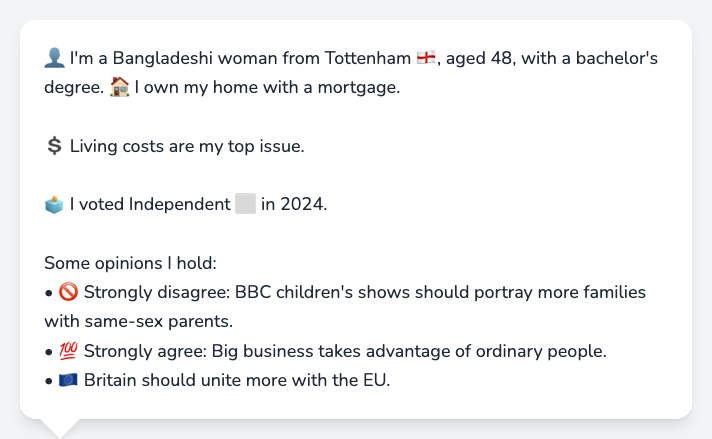 👤 I'm a Bangladeshi woman from Tottenham 🏴󠁧󠁢󠁥󠁮󠁧󠁿, aged 48, with a bachelor's
degree. 🏠 I own my home with a mortgage.
💲 Living costs are my top issue.
🗳️ I voted Independent ⬜ in 2024.
Some opinions I hold:
• 🚫 Strongly disagree: BBC children's shows should portray more families
with same-sex parents.
• 💯 Strongly agree: Big business takes advantage of ordinary people.
• 🇪🇺 Britain should unite more with the EU.